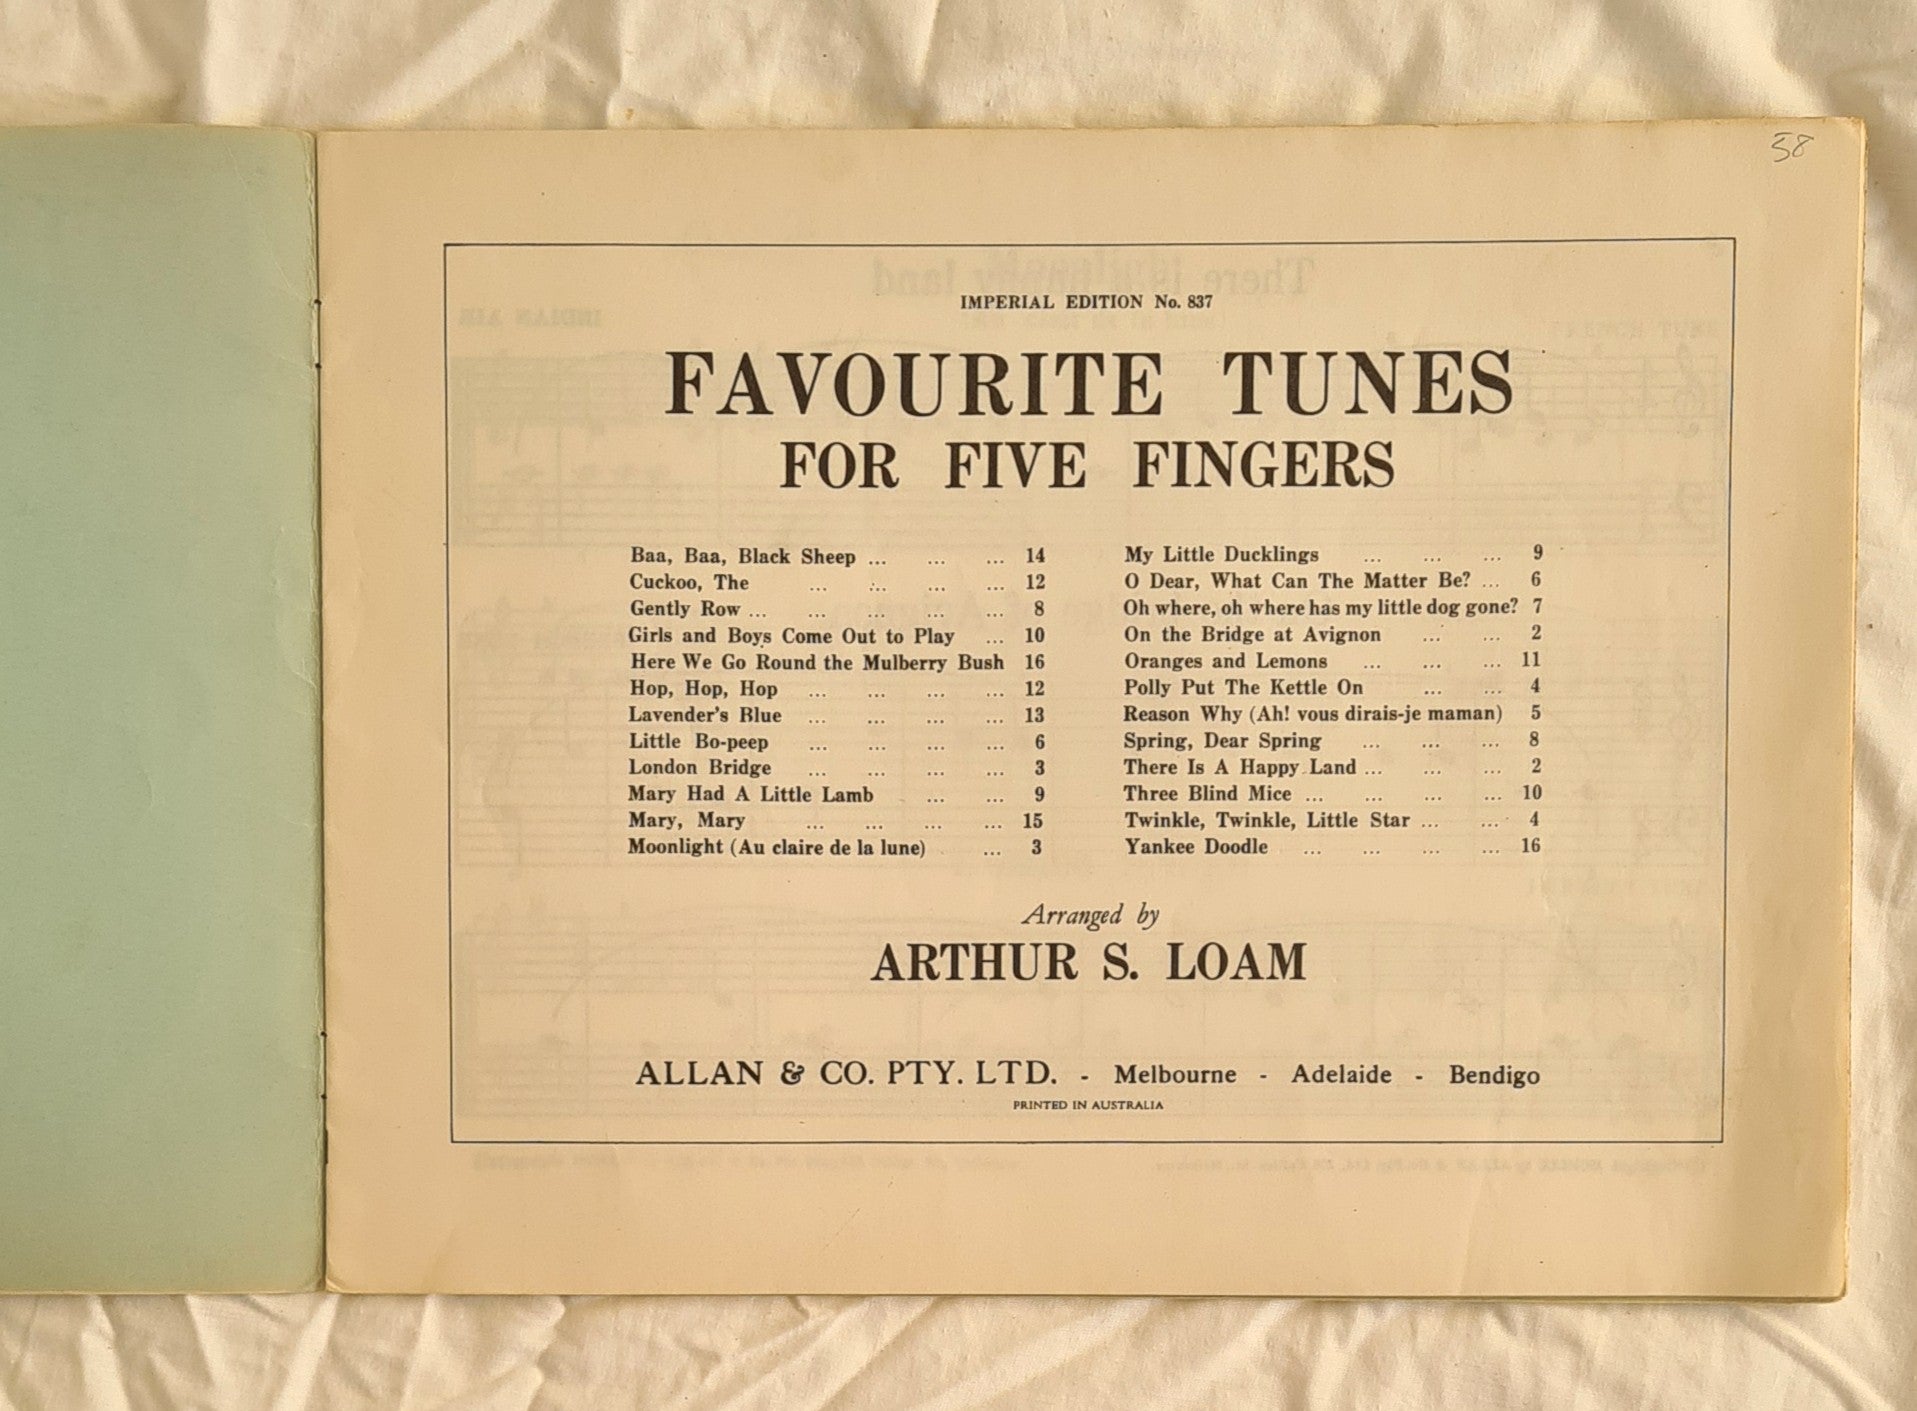 58
IMPERIAL EDITION No. 837
FAVOURITE TUNES
FOR FIVE FINGERS
Baa, Baa, Black Sheep ... ... ... 14
Cuckoo, The ... ... ... ... 12
Gently Row ... ... ... ... ... 8
Girls and Boys Come Out to Play ... 10
Here We Go Round the Mulberry Bush 16
Hop, Hop, Hop ... ... ... ... 12
Lavender's Blue ... ... ... ... 13
Little Bo-peep ... ... ... ... 6
London Bridge ... ... ... ... 3
Mary Had A Little Lamb ... ... 9
Mary, Mary ... ... ... ... 15
Moonlight (Au claire de la lune) ... 3
My Little Ducklings ... ... ... 9
O Dear, What Can The Matter Be? ... 6
Oh where, oh where has my little dog gone? 7
On the Bridge at Avignon ... ... 2
Oranges and Lemons ... ... ... 11
Polly Put The Kettle On ... ... 4
Reason Why (Ah! vous dirais-je maman) 5
Spring, Dear Spring ... ... ... 8
There Is A Happy Land ... ... ... 2
Three Blind Mice ... ... ... ... 10
Twinkle, Twinkle, Little Star ... ... 4
Yankee Doodle ... ... ... ... 16
Arranged by
ARTHUR S. LOAM
ALLAN & CO. PTY. LTD. - Melbourne - Adelaide - Bendigo
PRINTED IN AUSTRALIA